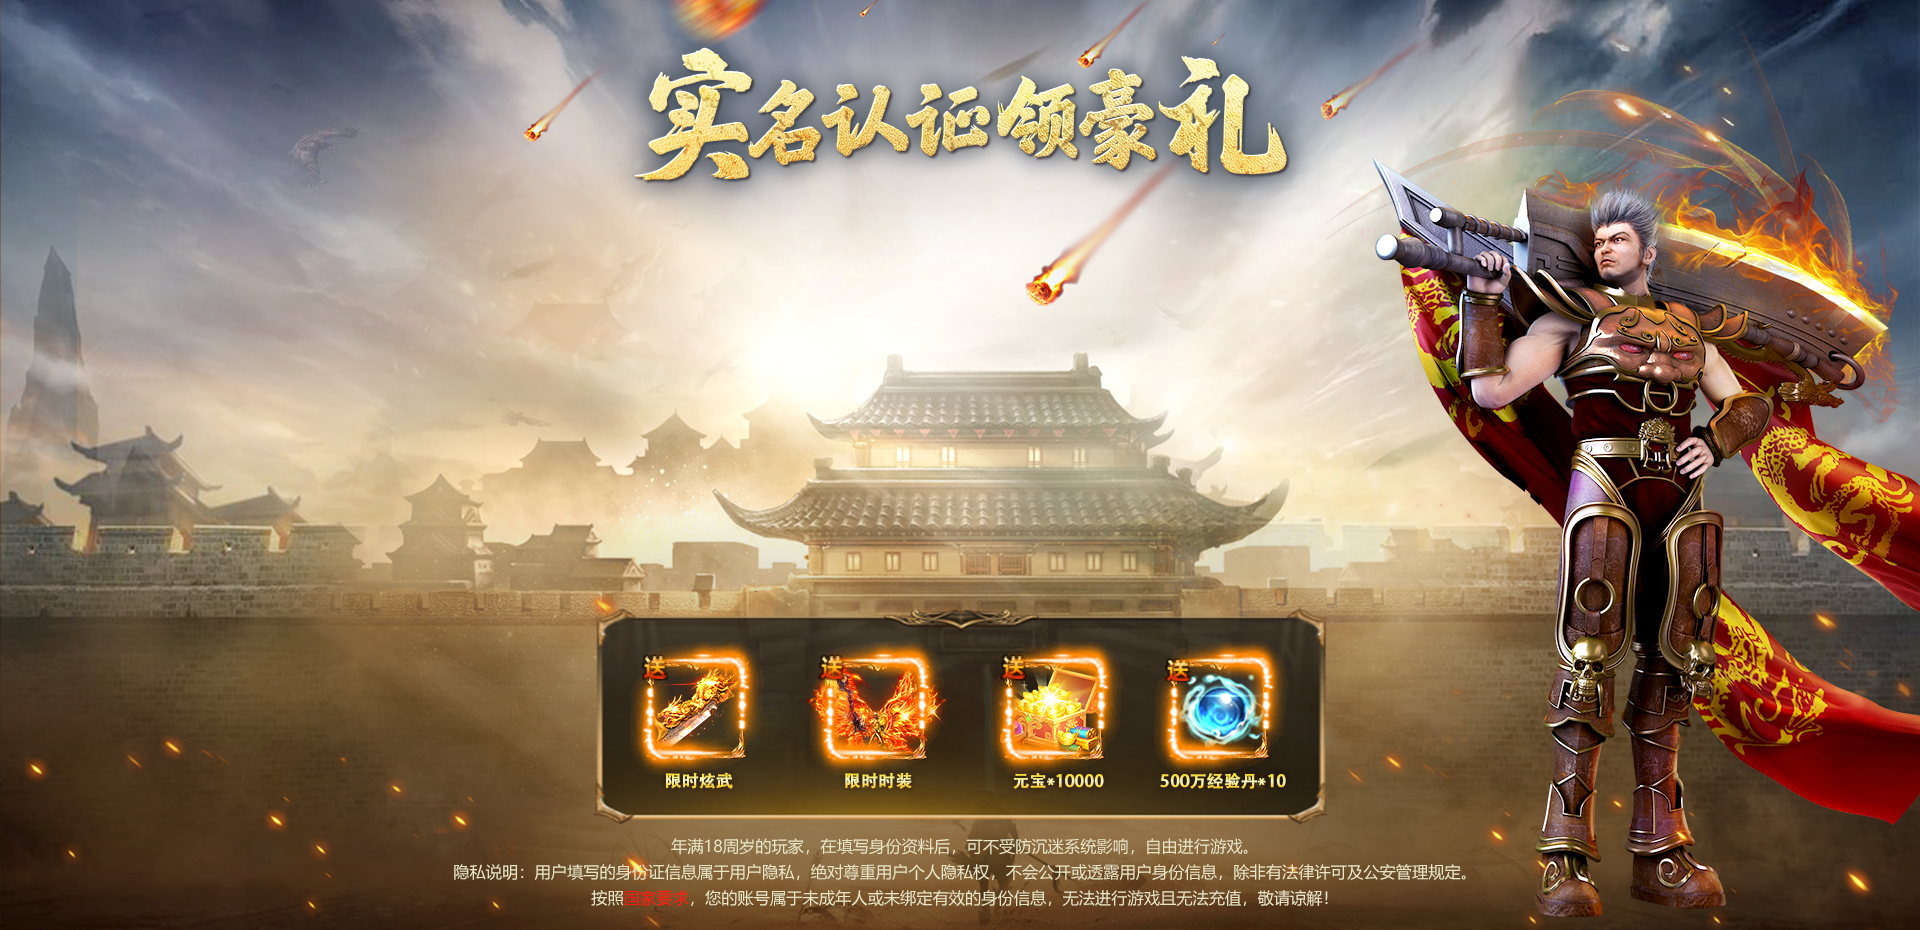 实名认证领豪礼
送 送 送 送
限时炫武 限时时装 元宝*10000 500万经验丹*10
年满18周岁的玩家，在填写身份资料后，可不受防沉迷系统影响，自由进行游戏。
隐私说明：用户填写的身份证信息属于用户隐私，绝对尊重用户个人隐私权，不会公开或透露用户身份信息，除非有法律许可及公安管理规定。
按照国家要求，您的账号属于未成年人或未绑定有效的身份信息，无法进行游戏且无法充值，敬请谅解！